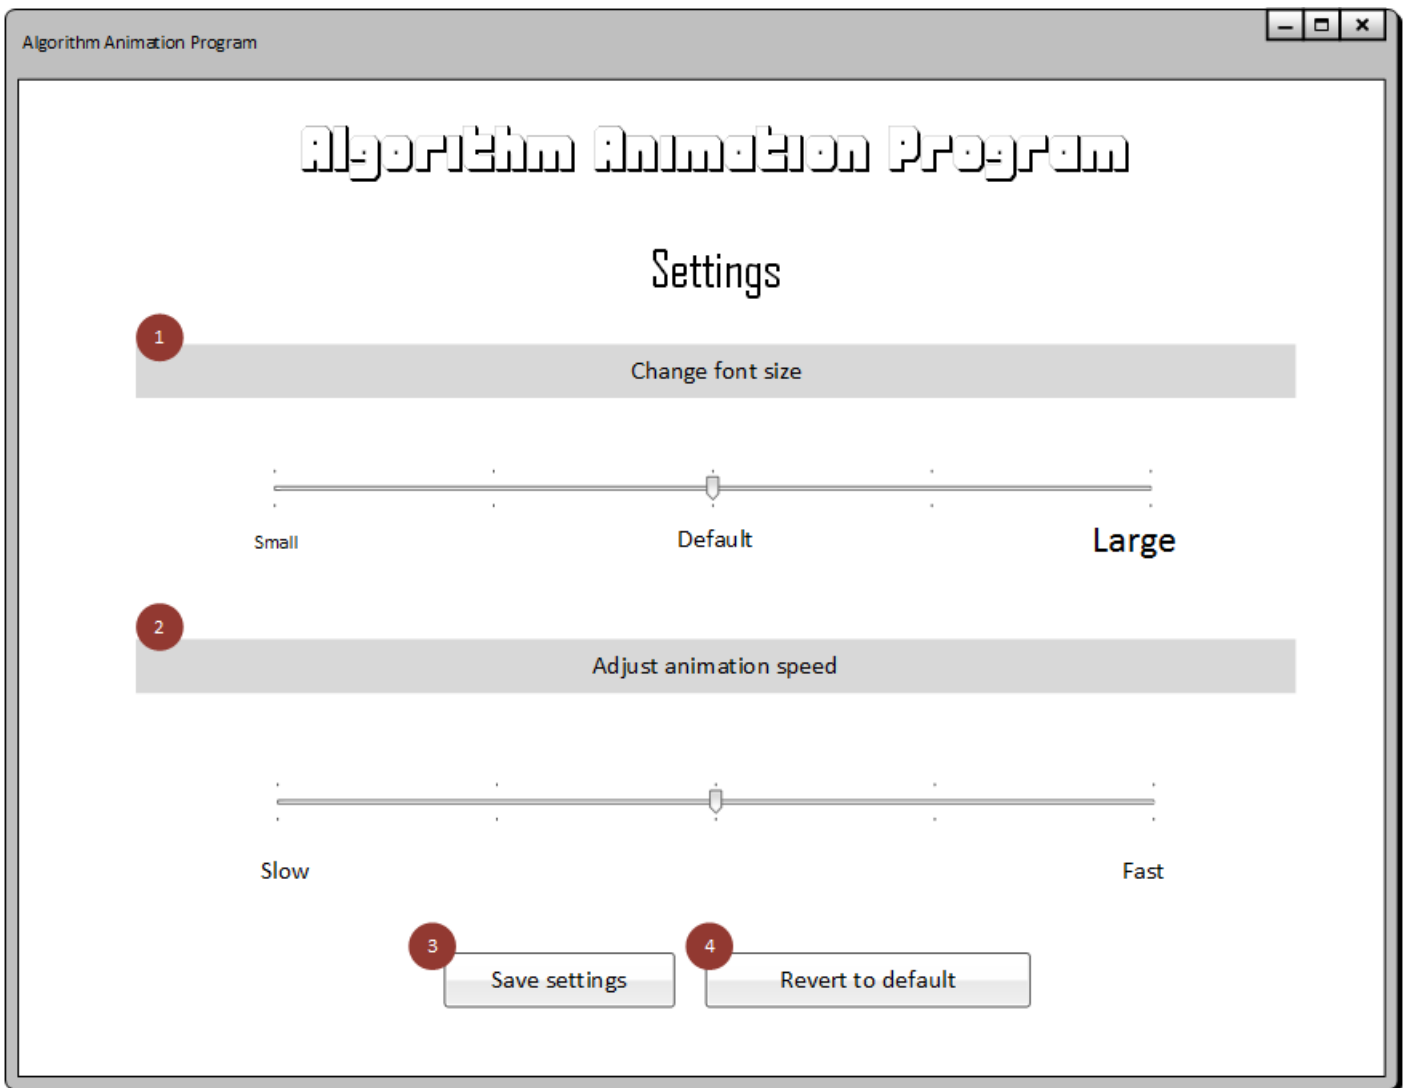 Algorithm Animation Program
Algorithm Animation Program
Settings
1
Change font size
Small Default Large
2
Adjust animation speed
Slow Fast
3 4
Save settings Revert to default